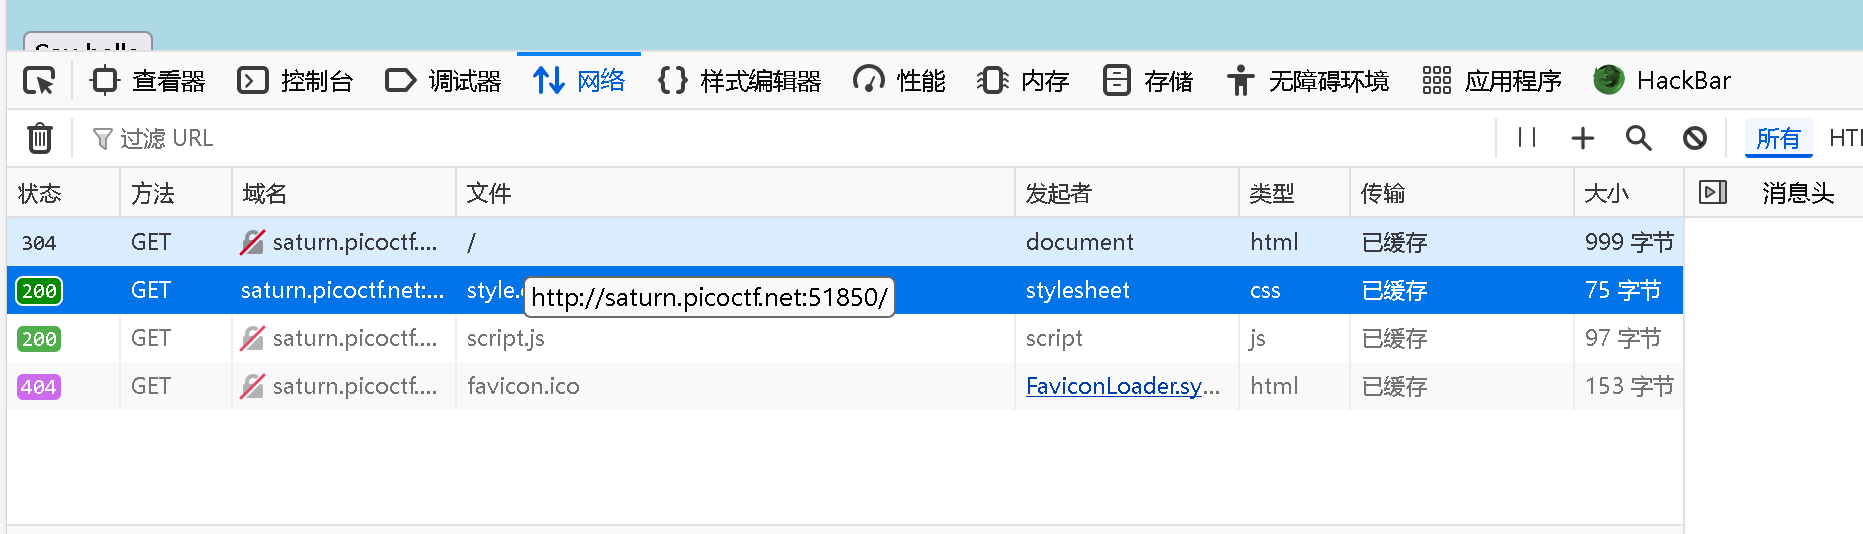 Say hello
查看器 控制台 调试器 网络 样式编辑器 性能 内存 存储 无障碍环境 应用程序 HackBar
过滤 URL 所有
状态 方法 域名 文件 发起者 类型 传输 大小 消息头
304 GET saturn.picoctf.... / document html 已缓存 999 字节
200 GET saturn.picoctf.net:... stylesheet css 已缓存 75 字节
http://saturn.picoctf.net:51850/
200 GET saturn.picoctf.... script.js script js 已缓存 97 字节
404 GET saturn.picoctf.... favicon.ico FaviconLoader.sy... html 已缓存 153 字节